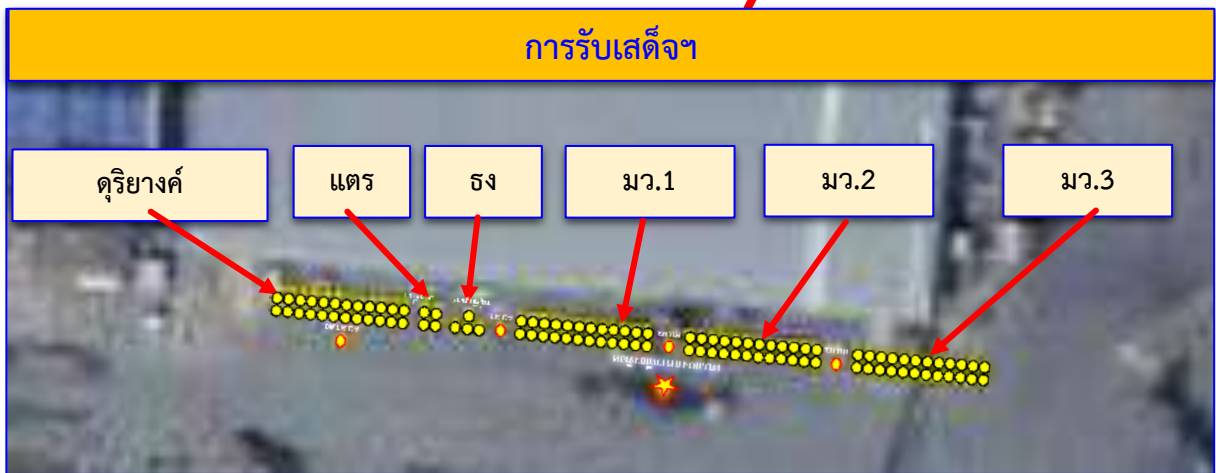 การรับเสด็จฯ
ดุริยางค์
แตร
ธง
มว.1
มว.2
มว.3